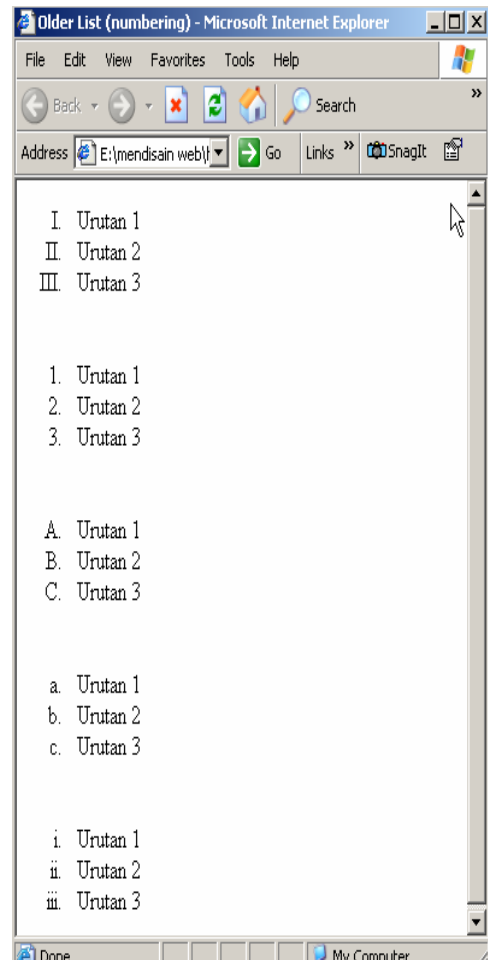 Older List (numbering) - Microsoft Internet Explorer
File Edit View Favorites Tools Help
Back Search »
Address E:\mendisain web\ Go Links » SnagIt
I. Urutan 1
II. Urutan 2
III. Urutan 3
1. Urutan 1
2. Urutan 2
3. Urutan 3
A. Urutan 1
B. Urutan 2
C. Urutan 3
a. Urutan 1
b. Urutan 2
c. Urutan 3
i. Urutan 1
ii. Urutan 2
iii. Urutan 3
Done My Computer